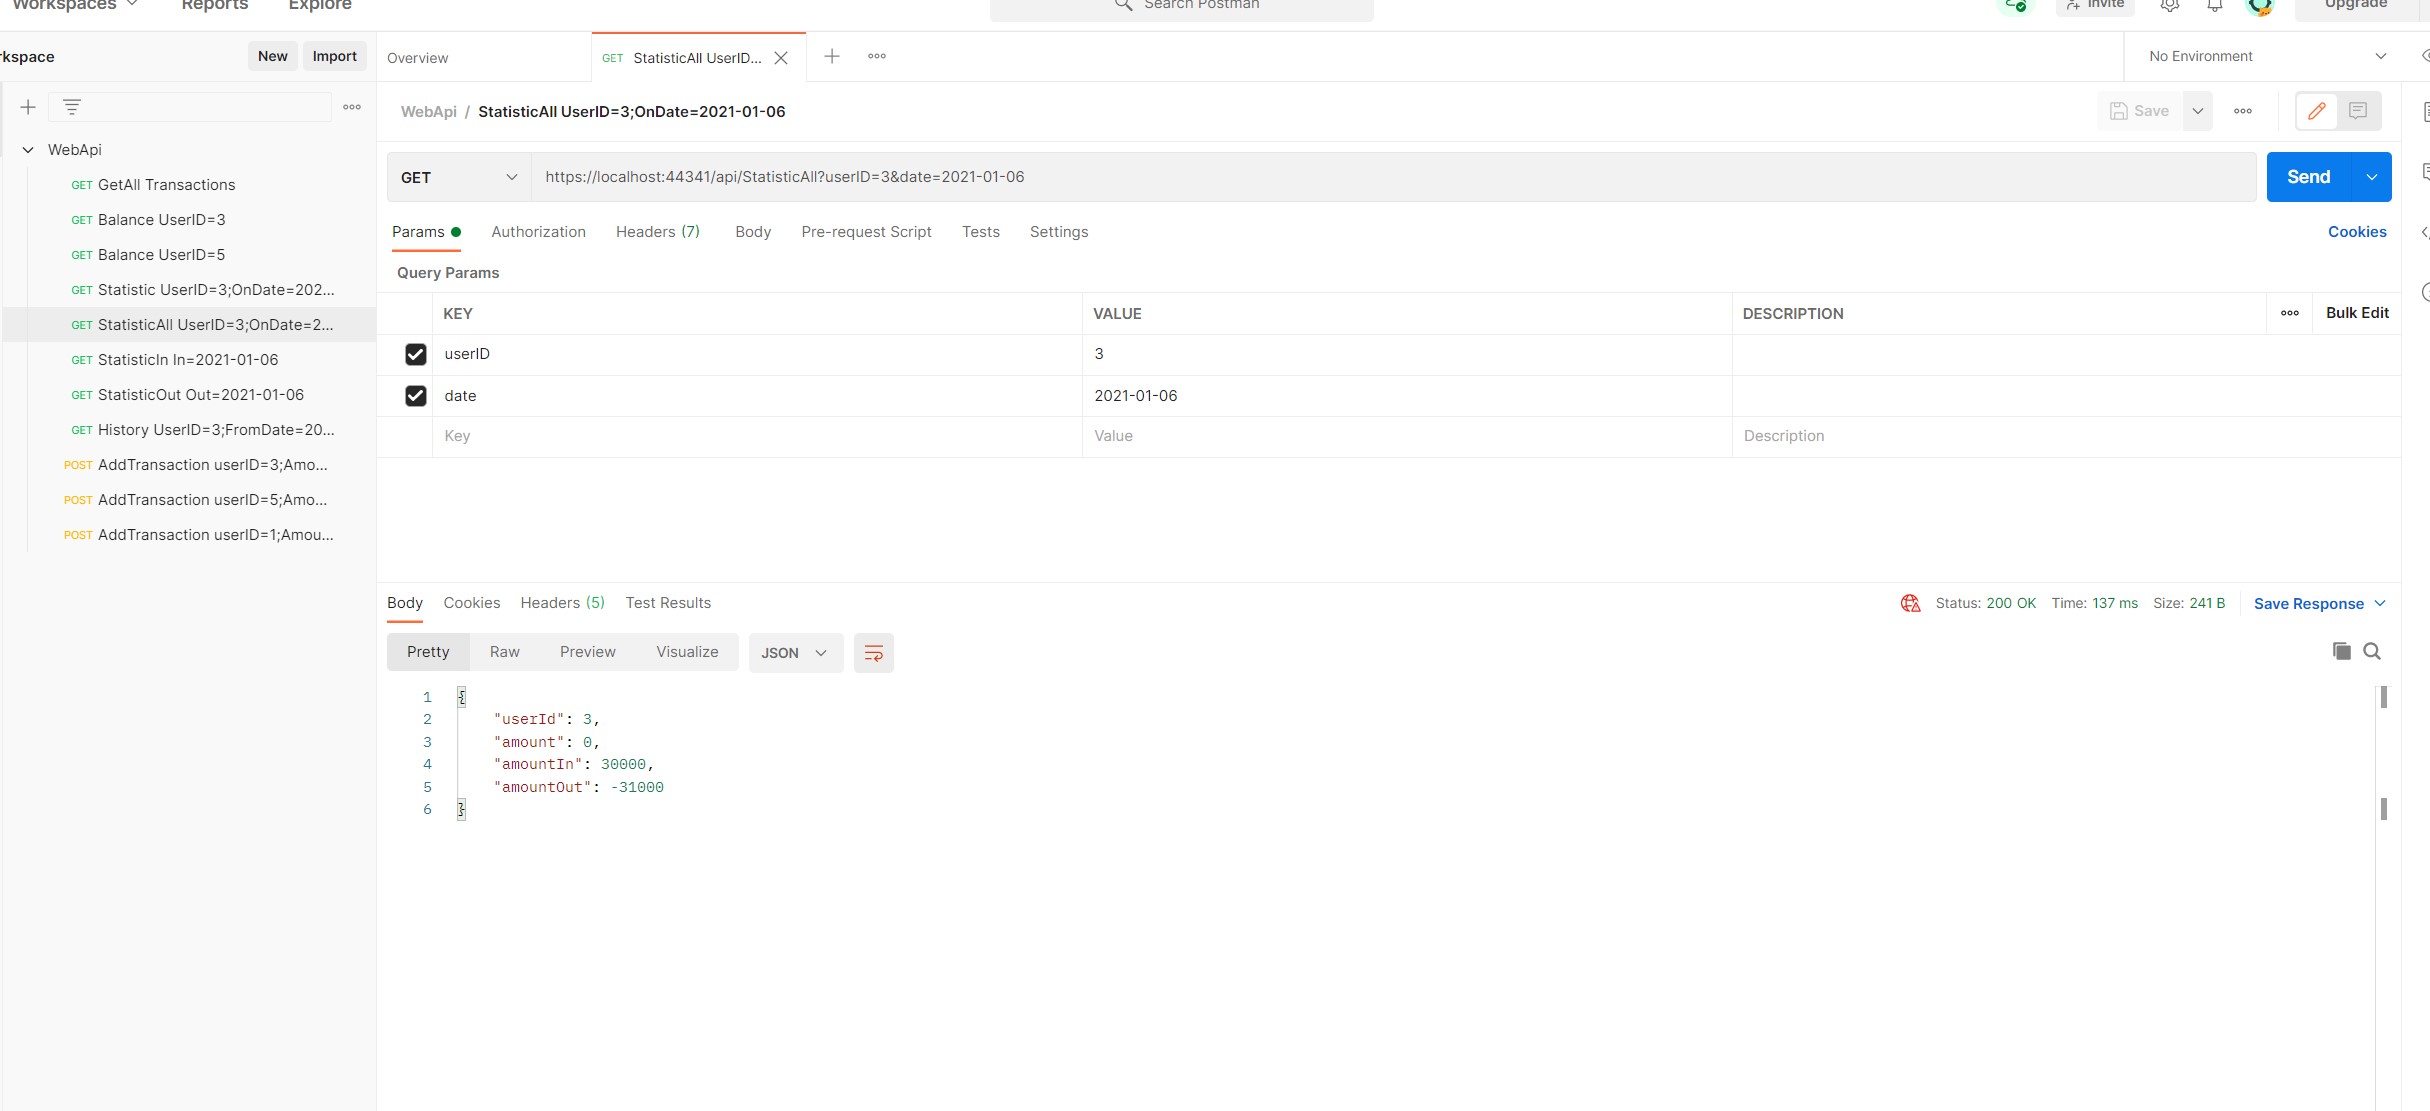 Workspaces Reports Explore Search Postman Invite Upgrade
rkspace New Import Overview GET StatisticAll UserID... No Environment
WebApi / StatisticAll UserID=3;OnDate=2021-01-06 Save
WebApi
GET GetAll Transactions
GET Balance UserID=3
GET Balance UserID=5
GET Statistic UserID=3;OnDate=202...
GET StatisticAll UserID=3;OnDate=2...
GET StatisticIn In=2021-01-06
GET StatisticOut Out=2021-01-06
GET History UserID=3;FromDate=20...
POST AddTransaction userID=3;Amo...
POST AddTransaction userID=5;Amo...
POST AddTransaction userID=1;Amou...
GET https://localhost:44341/api/StatisticAll?userID=3&date=2021-01-06 Send
Params Authorization Headers (7) Body Pre-request Script Tests Settings Cookies
Query Params
KEY VALUE DESCRIPTION Bulk Edit
userID 3
date 2021-01-06
Key Value Description
Body Cookies Headers (5) Test Results Status: 200 OK Time: 137 ms Size: 241 B Save Response
Pretty Raw Preview Visualize JSON
1 {
2 "userId": 3,
3 "amount": 0,
4 "amountIn": 30000,
5 "amountOut": -31000
6 }